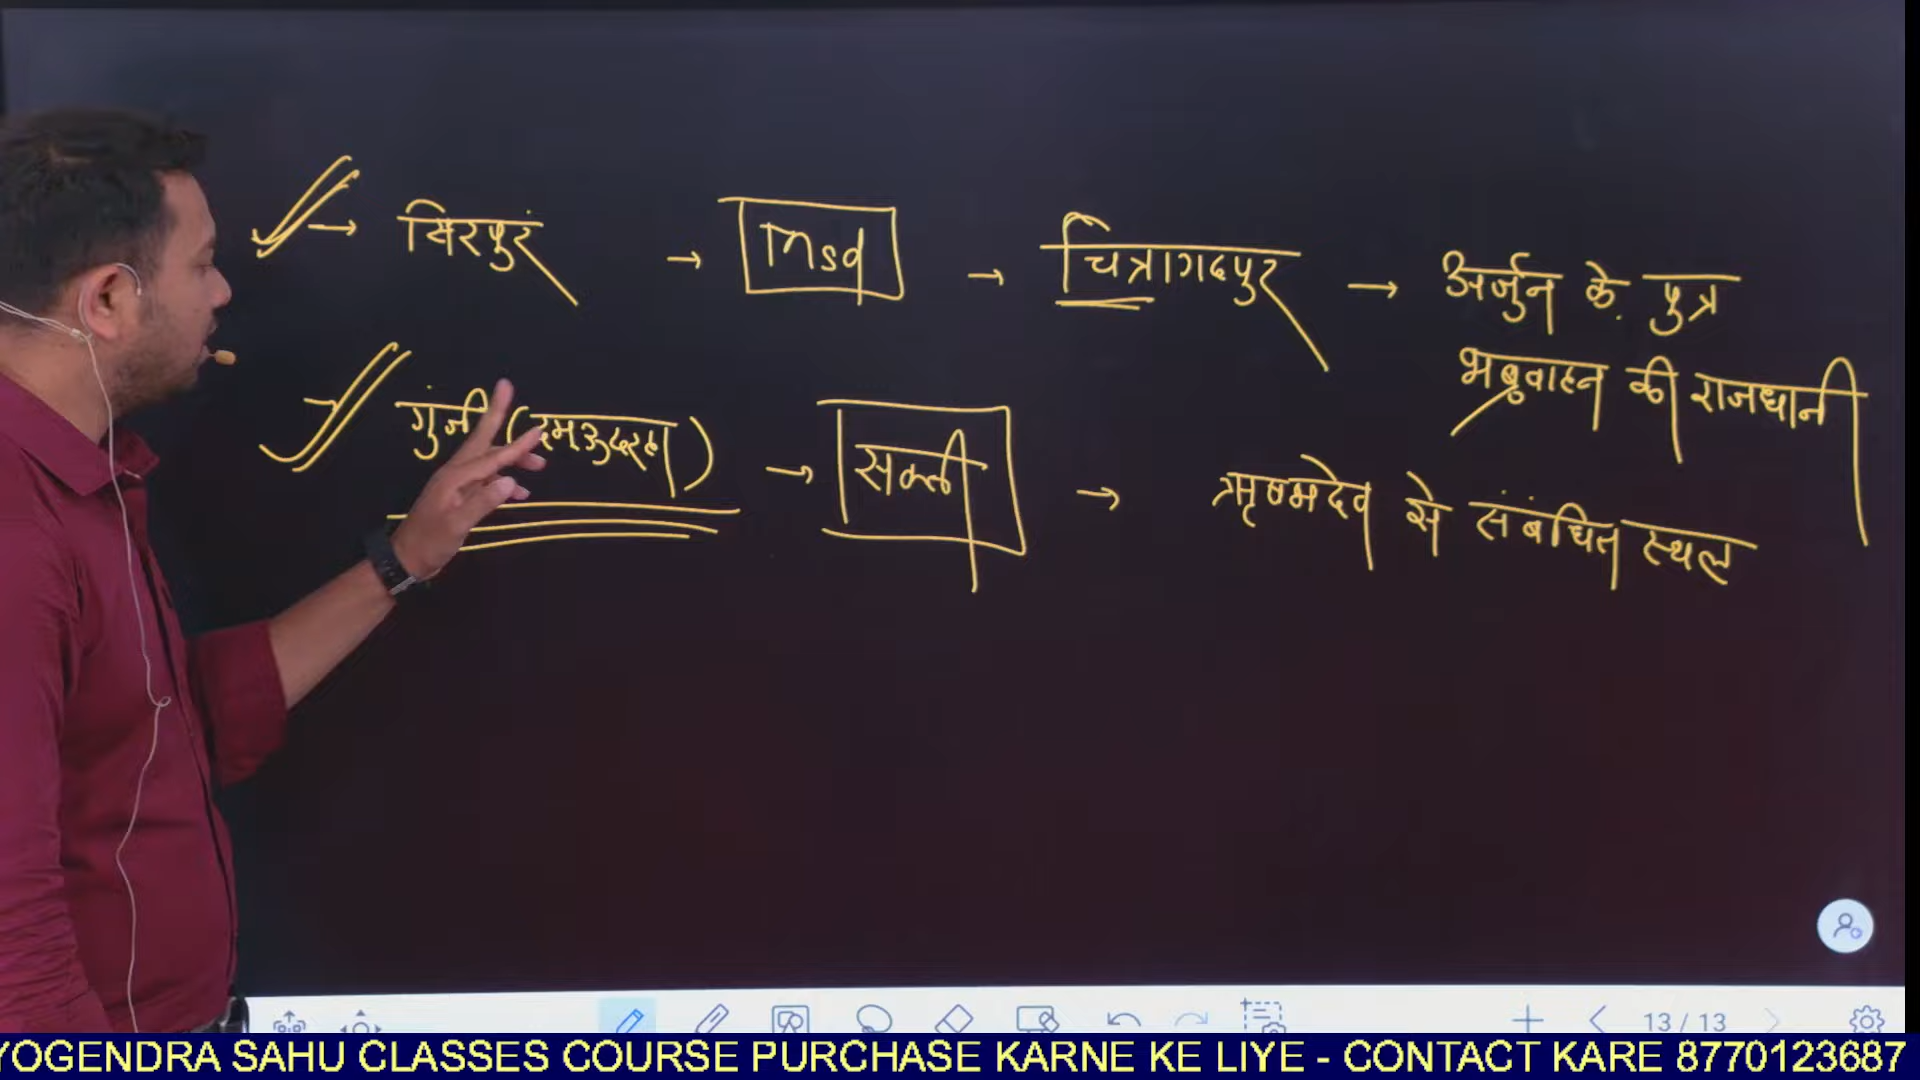 → सिरपुर → Msd → चित्रागदपुर → अर्जुन के पुत्र
भब्रुवाहन की राजधानी
गुंजी (दमऊदरहा) → सक्ती → ऋषभदेव से संबंधित स्थल
13 / 13
YOGENDRA SAHU CLASSES COURSE PURCHASE KARNE KE LIYE - CONTACT KARE 8770123687